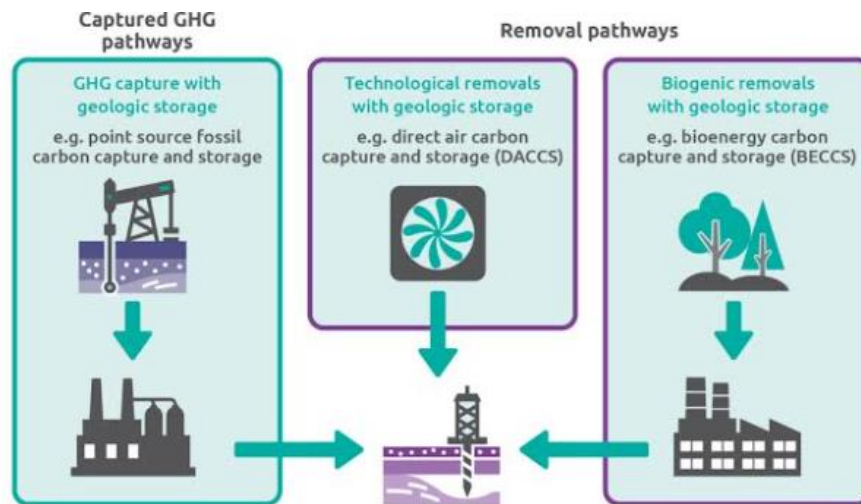 Captured GHG
pathways
Removal pathways
GHG capture with
geologic storage
e.g. point source fossil
carbon capture and storage
Technological removals
with geologic storage
e.g. direct air carbon
capture and storage (DACCS)
Biogenic removals
with geologic storage
e.g. bioenergy carbon
capture and storage (BECCS)